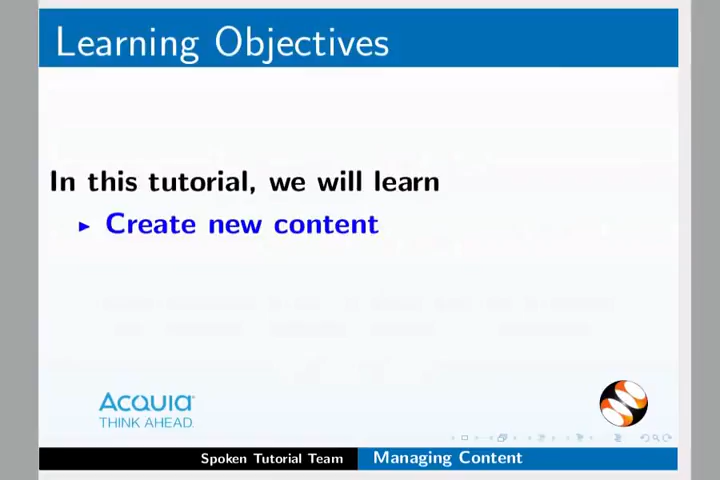 Learning Objectives
In this tutorial, we will learn
Create new content
ACQUIA
THINK AHEAD.
Spoken Tutorial Team
Managing Content